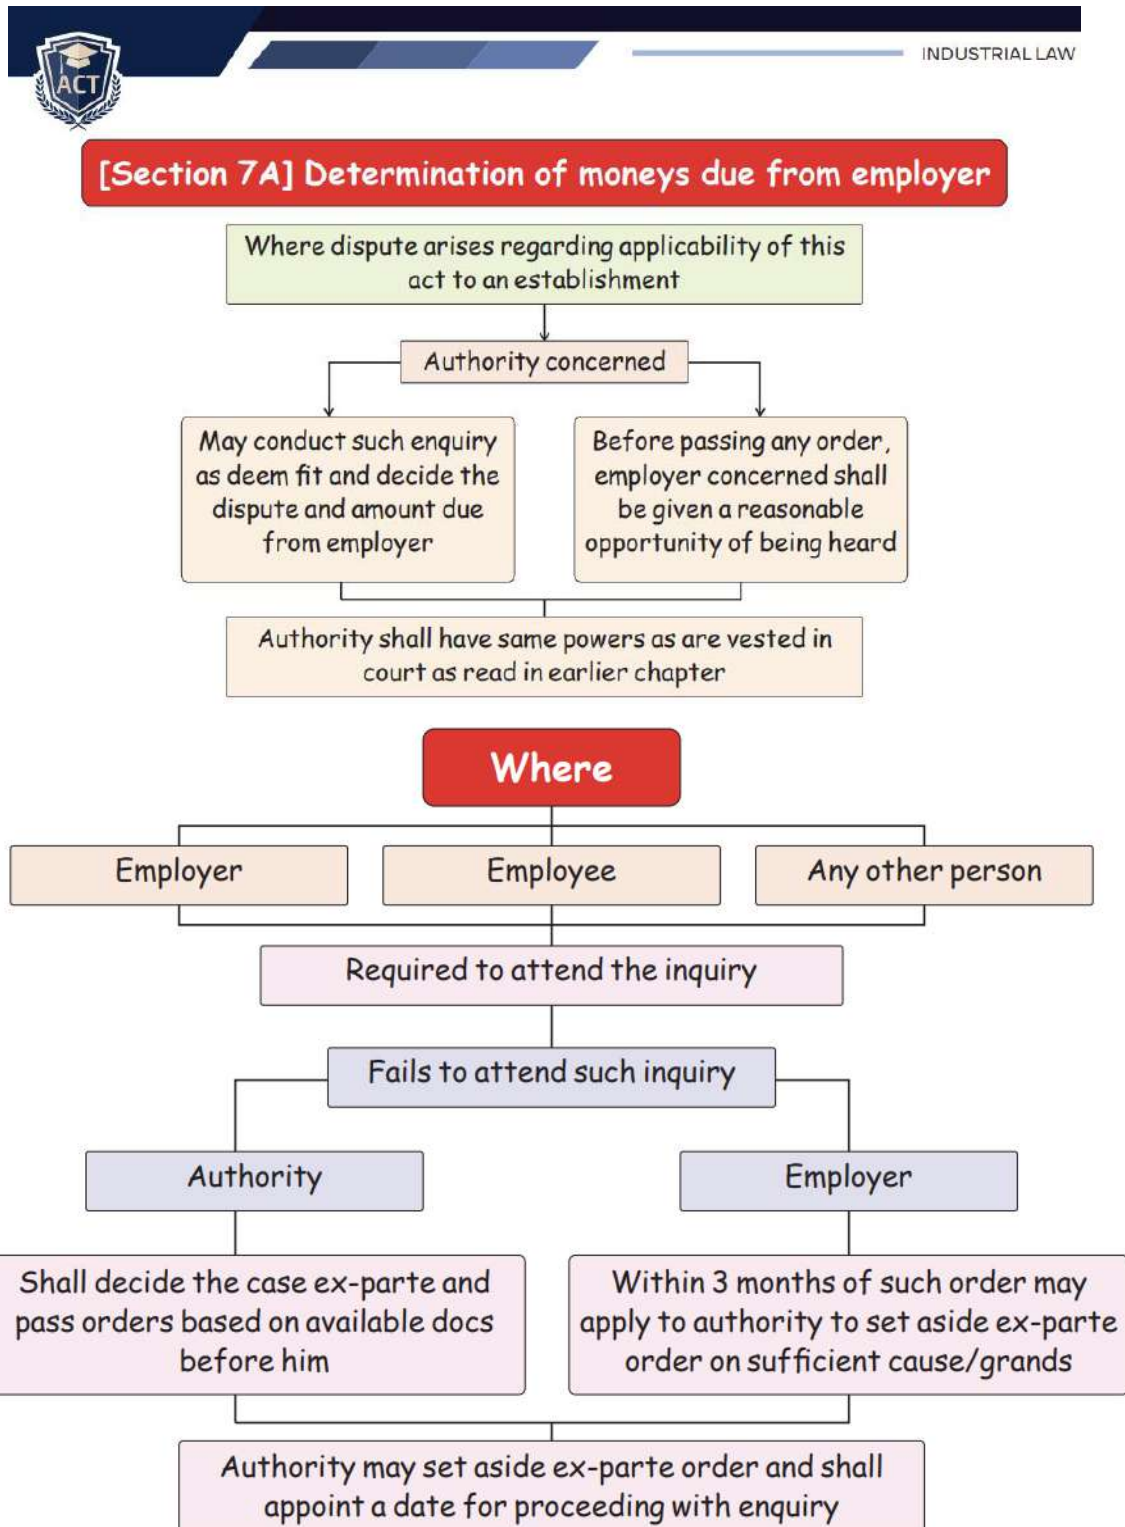 ACT
INDUSTRIAL LAW
[Section 7A] Determination of moneys due from employer
Where dispute arises regarding applicability of this
act to an establishment
Authority concerned
May conduct such enquiry
as deem fit and decide the
dispute and amount due
from employer
Before passing any order,
employer concerned shall
be given a reasonable
opportunity of being heard
Authority shall have same powers as are vested in
court as read in earlier chapter
Where
Employer
Employee
Any other person
Required to attend the inquiry
Fails to attend such inquiry
Authority
Employer
Shall decide the case ex-parte and
pass orders based on available docs
before him
Within 3 months of such order may
apply to authority to set aside ex-parte
order on sufficient cause/grands
Authority may set aside ex-parte order and shall
appoint a date for proceeding with enquiry